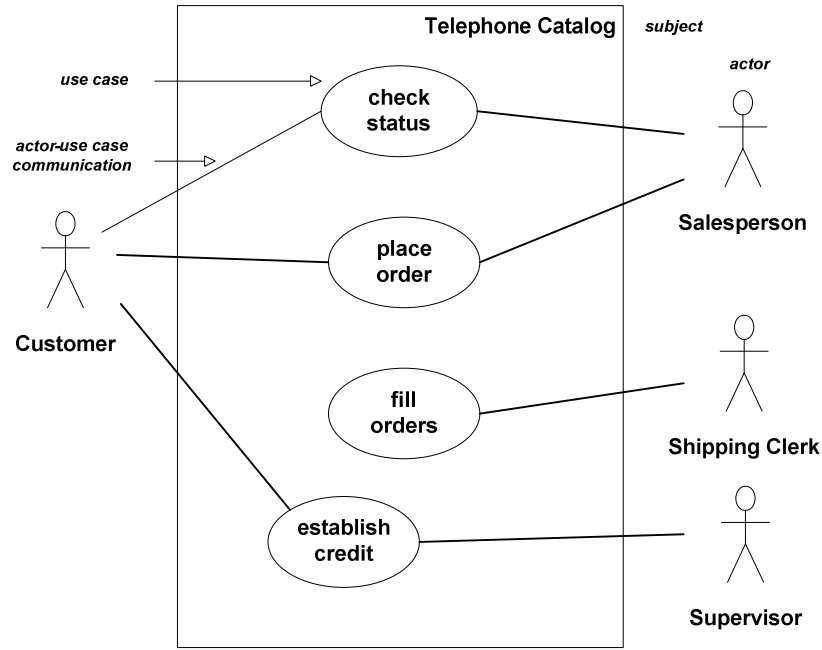 Telephone Catalog
subject
use case
actor
check
status
actor-use case
communication
Salesperson
place
order
Customer
fill
orders
Shipping Clerk
establish
credit
Supervisor